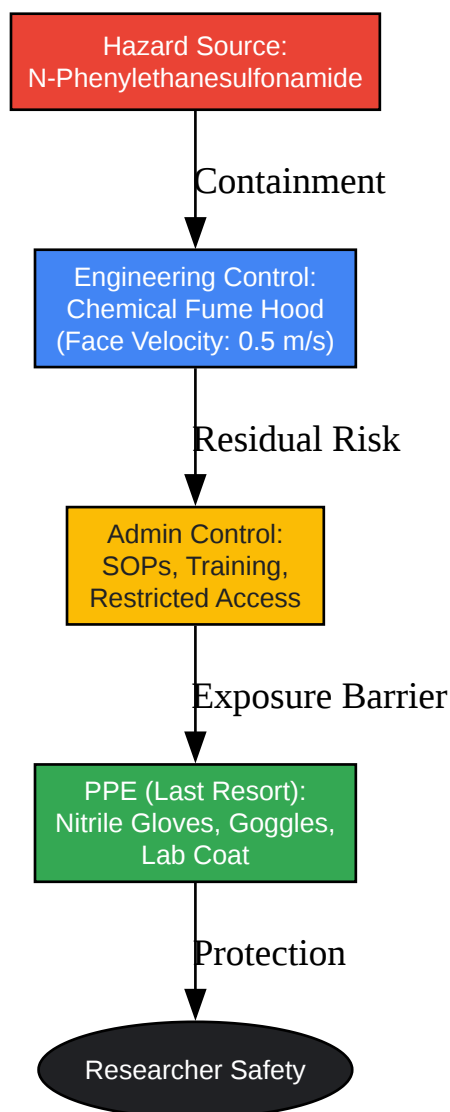 Hazard Source:
N-Phenylethanesulfonamide
Containment
Engineering Control:
Chemical Fume Hood
(Face Velocity: 0.5 m/s)
Residual Risk
Admin Control:
SOPs, Training,
Restricted Access
Exposure Barrier
PPE (Last Resort):
Nitrile Gloves, Goggles,
Lab Coat
Protection
Researcher Safety